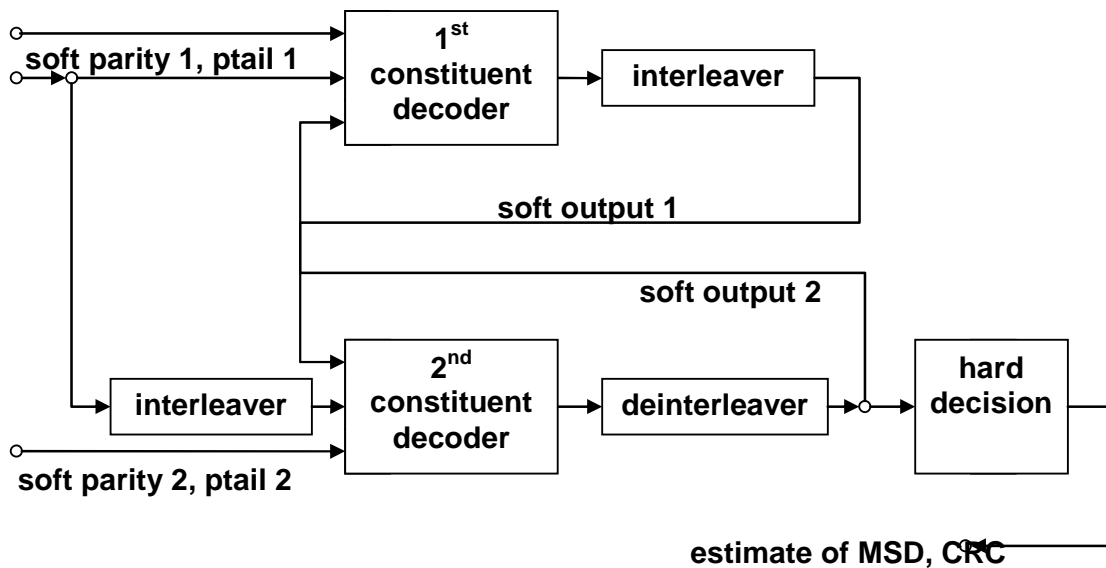 soft parity 1, ptail 1
1st
constituent
decoder
interleaver
soft output 1
soft output 2
interleaver
2nd
constituent
decoder
deinterleaver
hard
decision
soft parity 2, ptail 2
estimate of MSD, CRC